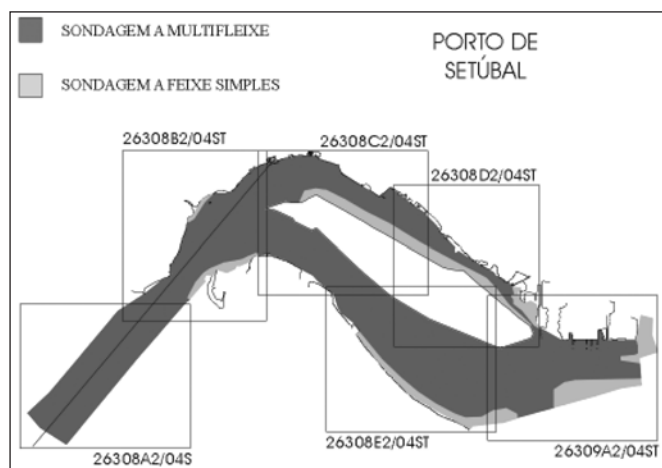 SONDAGEM A MULTIFLEIXE
PORTO DE
SETÚBAL
SONDAGEM A FEIXE SIMPLES
26308B2/04ST
26308C2/04ST
26308D2/04ST
26308A2/04S
26308E2/04ST
26309A2/04ST